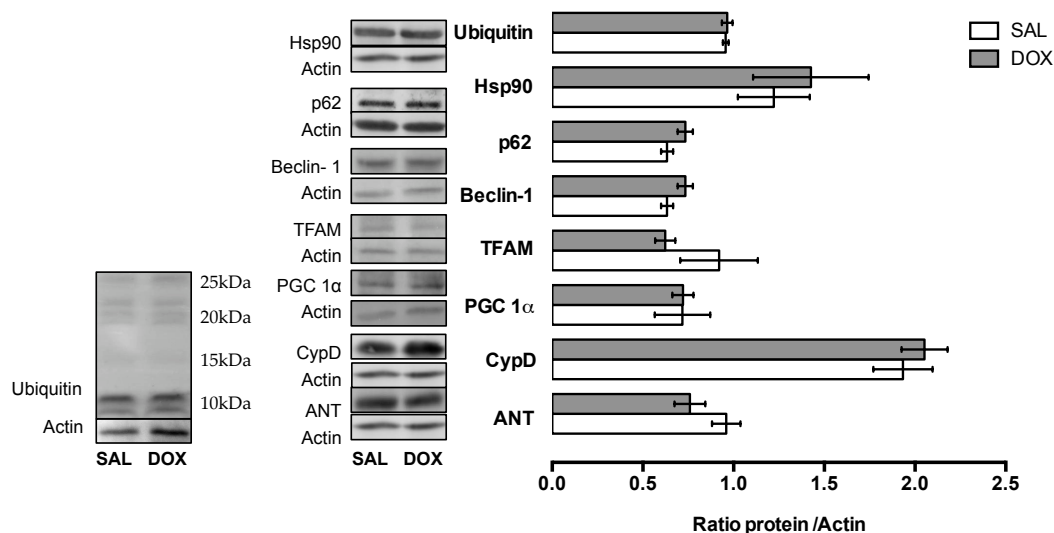 25kDa
20kDa
15kDa
10kDa
Ubiquitin
Actin
SAL DOX
Hsp90
Actin
p62
Actin
Beclin- 1
Actin
TFAM
Actin
PGC 1α
Actin
CypD
Actin
ANT
Actin
SAL DOX
Ubiquitin
Hsp90
p62
Beclin-1
TFAM
PGC 1α
CypD
ANT
0.0 0.5 1.0 1.5 2.0 2.5
Ratio protein /Actin
SAL
DOX